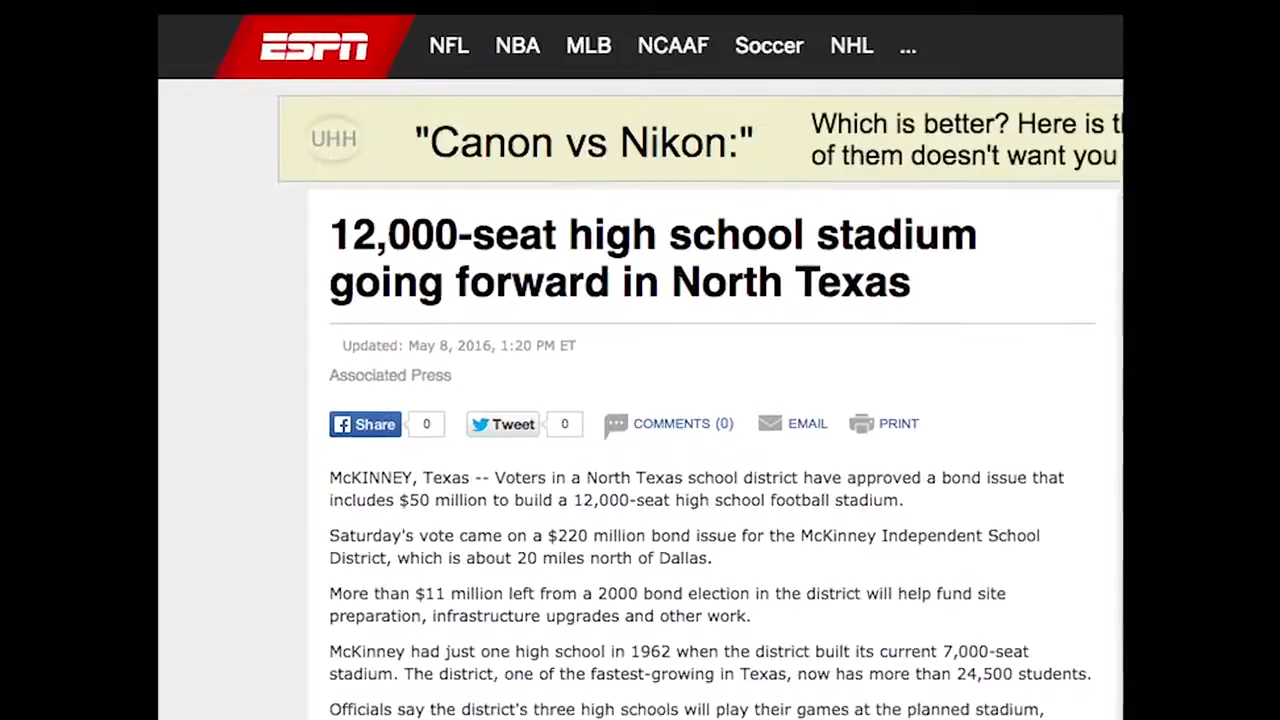 ESPN NFL NBA MLB NCAAF Soccer NHL ...
UHH "Canon vs Nikon:" Which is better? Here is
of them doesn't want you
12,000-seat high school stadium
going forward in North Texas
Updated: May 8, 2016, 1:20 PM ET
Associated Press
Share 0 Tweet 0 COMMENTS (0) EMAIL PRINT
McKINNEY, Texas -- Voters in a North Texas school district have approved a bond issue that
includes $50 million to build a 12,000-seat high school football stadium.
Saturday's vote came on a $220 million bond issue for the McKinney Independent School
District, which is about 20 miles north of Dallas.
More than $11 million left from a 2000 bond election in the district will help fund site
preparation, infrastructure upgrades and other work.
McKinney had just one high school in 1962 when the district built its current 7,000-seat
stadium. The district, one of the fastest-growing in Texas, now has more than 24,500 students.
Officials say the district's three high schools will play their games at the planned stadium,